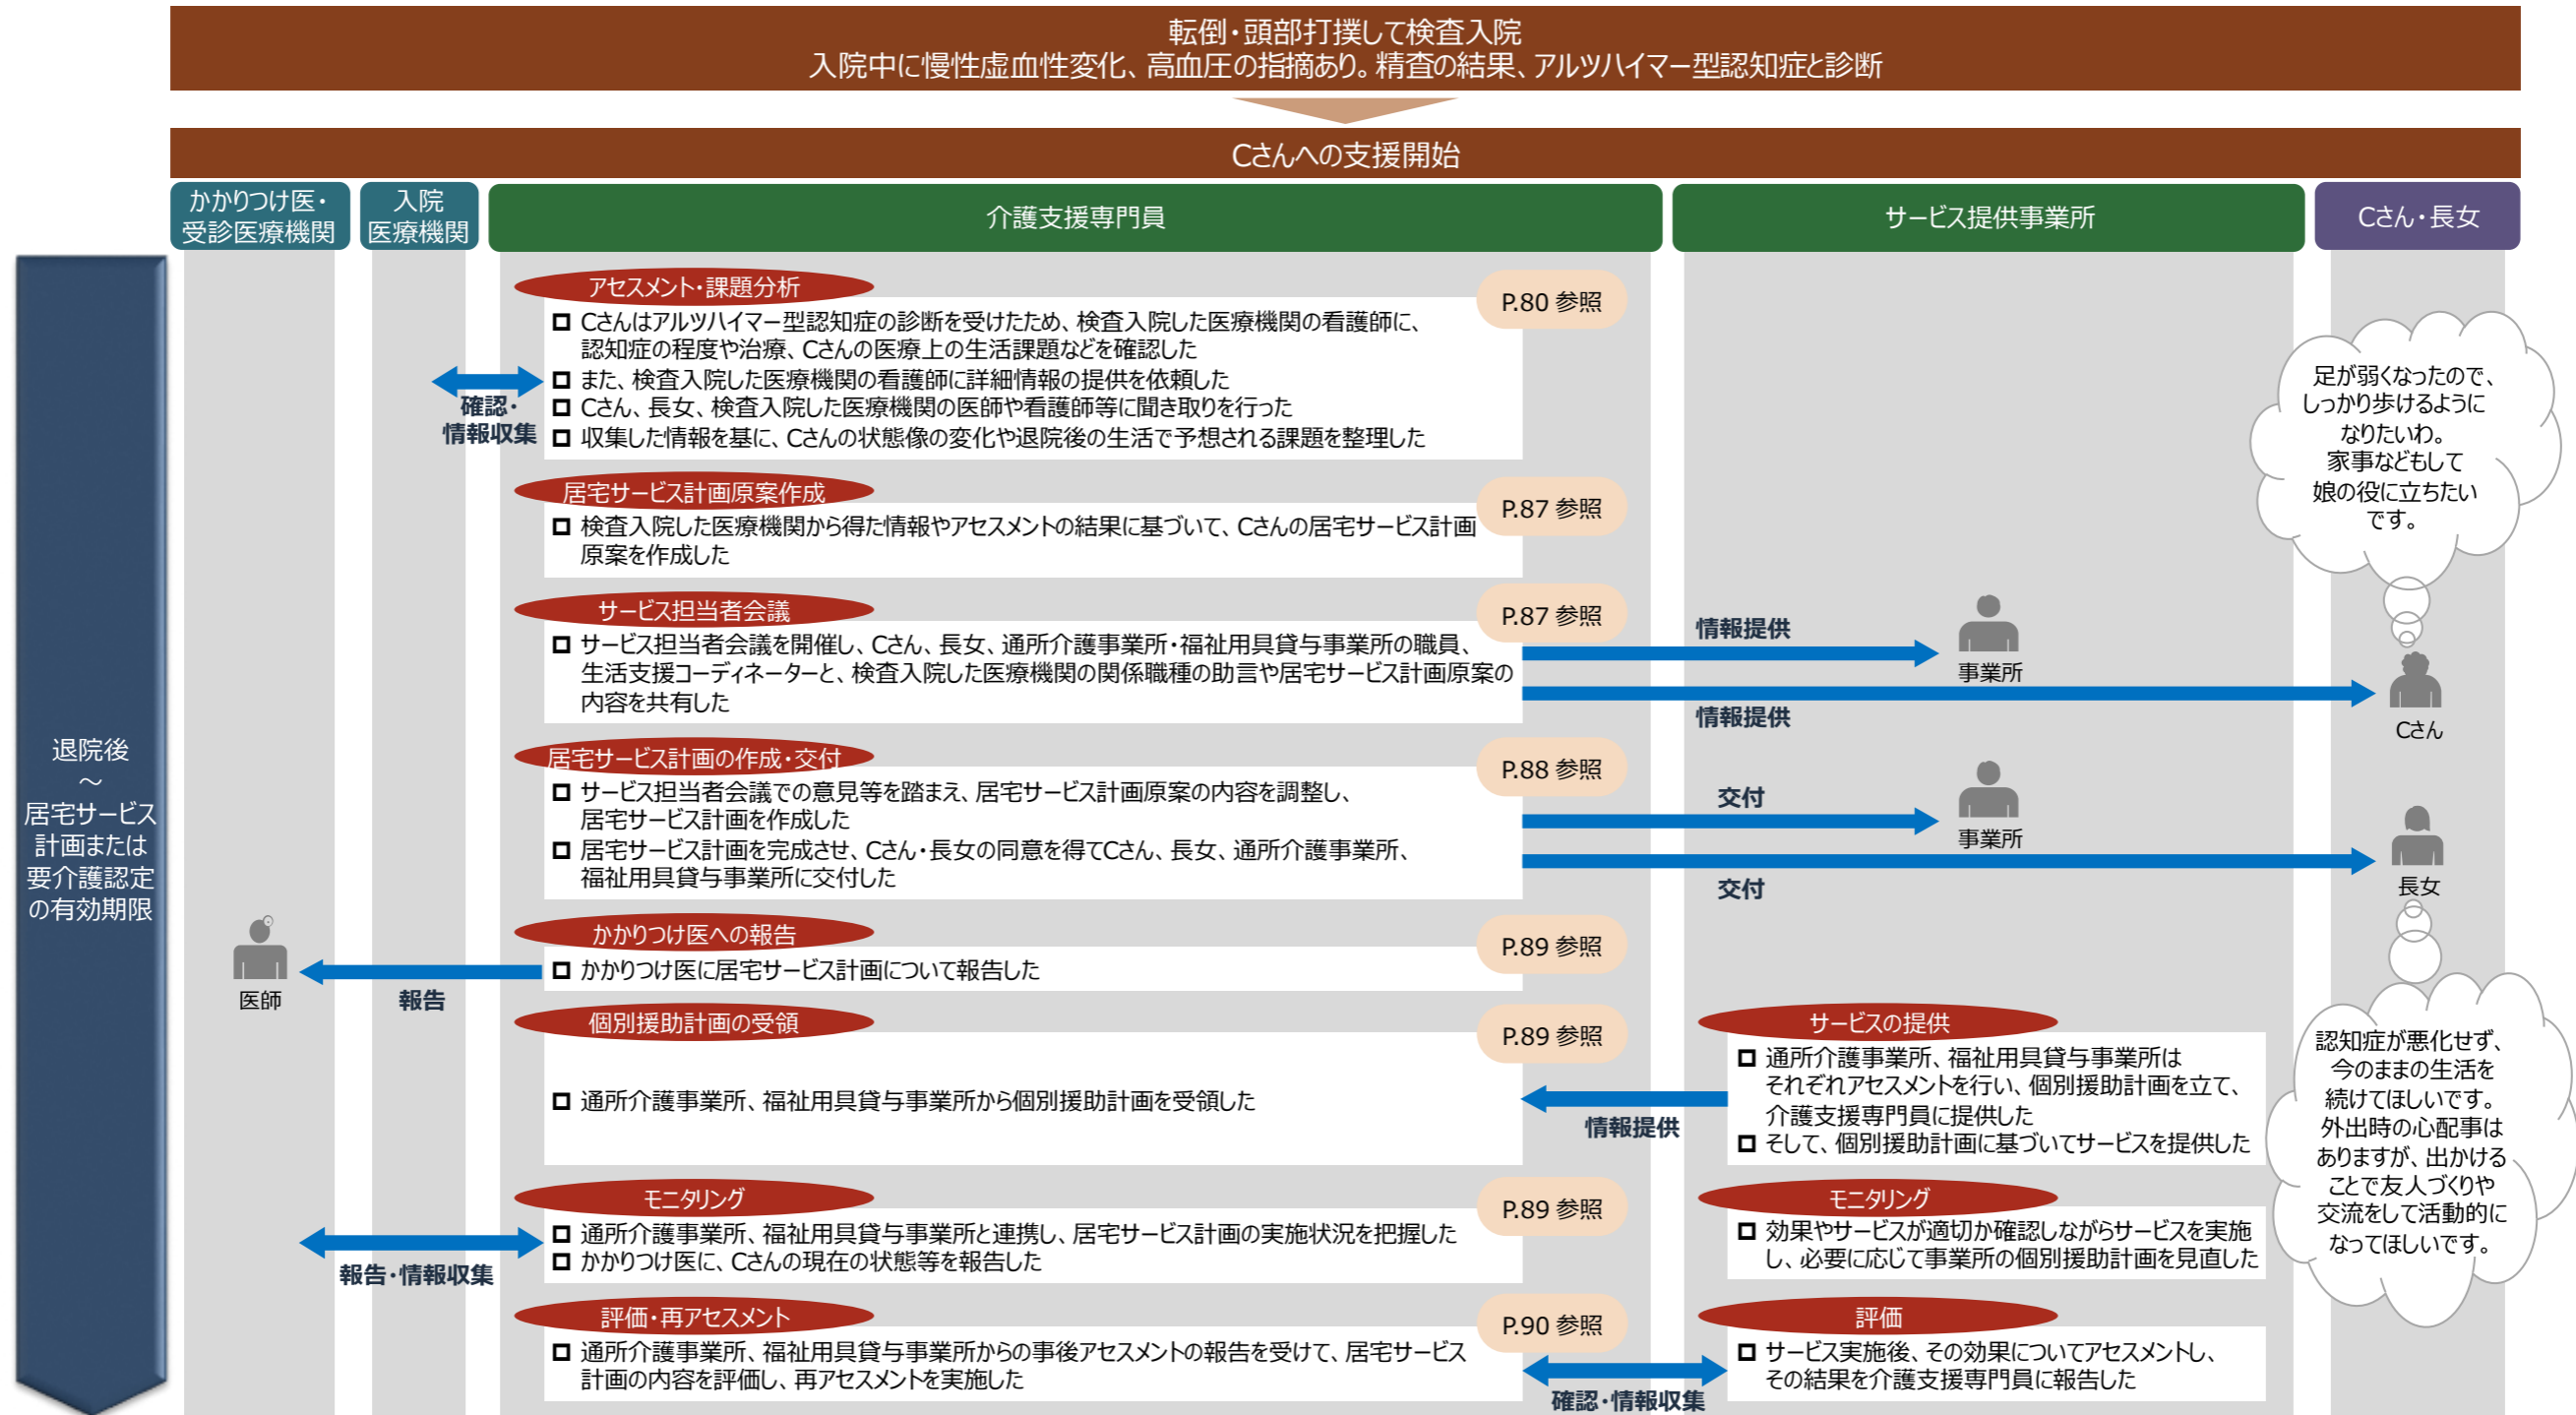 転倒・頭部打撲して検査入院
入院中に慢性虚血性変化、高血圧の指摘あり。精査の結果、アルツハイマー型認知症と診断
Cさんへの支援開始
かかりつけ医・
受診医療機関
入院
医療機関
介護支援専門員
サービス提供事業所
Cさん・長女
退院後
～
居宅サービス
計画または
要介護認定
の有効期限
アセスメント・課題分析
P.80 参照
Cさんはアルツハイマー型認知症の診断を受けたため、検査入院した医療機関の看護師に、
認知症の程度や治療、Cさんの医療上の生活課題などを確認した
また、検査入院した医療機関の看護師に詳細情報の提供を依頼した
Cさん、長女、検査入院した医療機関の医師や看護師等に聞き取りを行った
収集した情報を基に、Cさんの状態像の変化や退院後の生活で予想される課題を整理した
確認・
情報収集
居宅サービス計画原案作成
P.87 参照
検査入院した医療機関から得た情報やアセスメントの結果に基づいて、Cさんの居宅サービス計画
原案を作成した
サービス担当者会議
P.87 参照
サービス担当者会議を開催し、Cさん、長女、通所介護事業所・福祉用具貸与事業所の職員、
生活支援コーディネーターと、検査入院した医療機関の関係職種の助言や居宅サービス計画原案の
内容を共有した
情報提供
事業所
情報提供
Cさん
足が弱くなったので、
しっかり歩けるように
なりたいわ。
家事などもして
娘の役に立ちたい
です。
居宅サービス計画の作成・交付
P.88 参照
サービス担当者会議での意見等を踏まえ、居宅サービス計画原案の内容を調整し、
居宅サービス計画を作成した
居宅サービス計画を完成させ、Cさん・長女の同意を得てCさん、長女、通所介護事業所、
福祉用具貸与事業所に交付した
交付
事業所
交付
長女
かかりつけ医への報告
P.89 参照
かかりつけ医に居宅サービス計画について報告した
医師
報告
個別援助計画の受領
P.89 参照
通所介護事業所、福祉用具貸与事業所から個別援助計画を受領した
情報提供
サービスの提供
通所介護事業所、福祉用具貸与事業所は
それぞれアセスメントを行い、個別援助計画を立て、
介護支援専門員に提供した
そして、個別援助計画に基づいてサービスを提供した
認知症が悪化せず、
今のままの生活を
続けてほしいです。
外出時の心配事は
ありますが、出かける
ことで友人づくりや
交流をして活動的に
なってほしいです。
モニタリング
P.89 参照
通所介護事業所、福祉用具貸与事業所と連携し、居宅サービス計画の実施状況を把握した
かかりつけ医に、Cさんの現在の状態等を報告した
報告・情報収集
モニタリング
効果やサービスが適切か確認しながらサービスを実施
し、必要に応じて事業所の個別援助計画を見直した
評価・再アセスメント
P.90 参照
通所介護事業所、福祉用具貸与事業所からの事後アセスメントの報告を受けて、居宅サービス
計画の内容を評価し、再アセスメントを実施した
確認・情報収集
評価
サービス実施後、その効果についてアセスメントし、
その結果を介護支援専門員に報告した